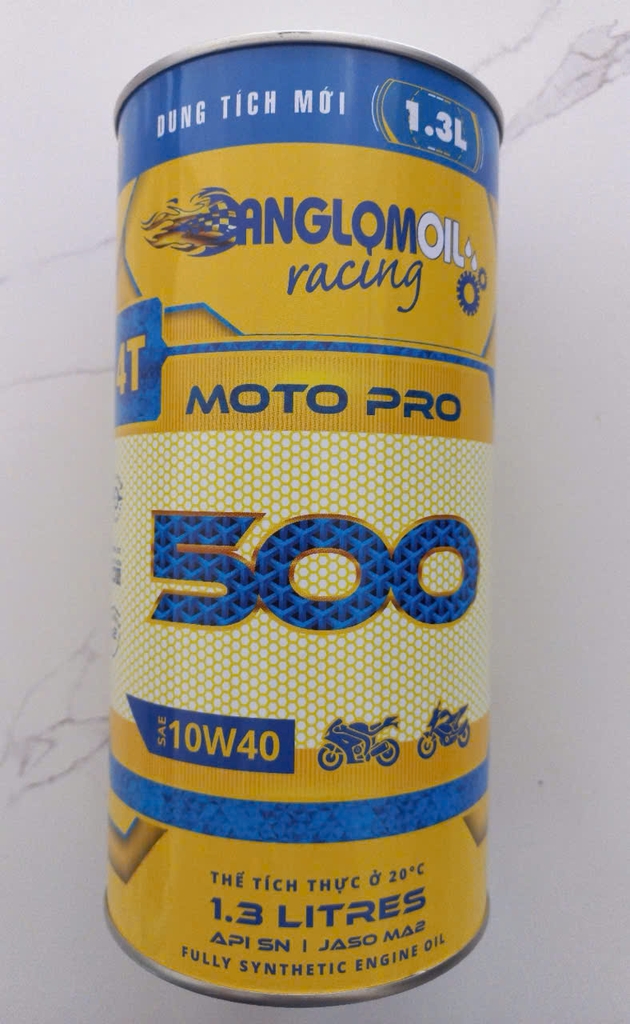 DUNG TÍCH MỚI 1.3L
ANGLOMOIL
racing
4T
MOTO PRO
500
SAE 10W40
THỂ TÍCH THỰC Ở 20°C
1.3 LITRES
API SN | JASO MA2
FULLY SYNTHETIC ENGINE OIL